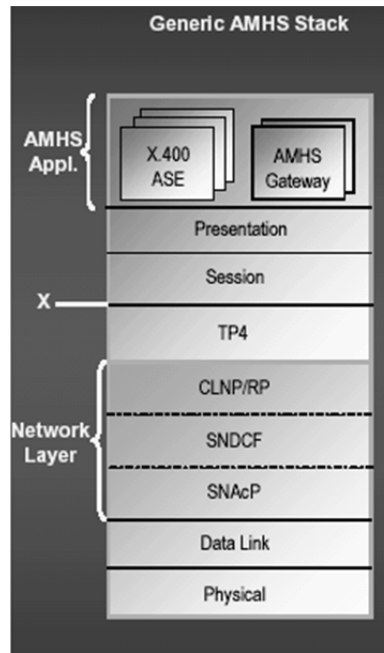 Generic AMHS Stack
AMHS
Appl.
X.400
ASE
AMHS
Gateway
Presentation
Session
X
TP4
CLNP/RP
Network
Layer
SNDCF
SNAcP
Data Link
Physical